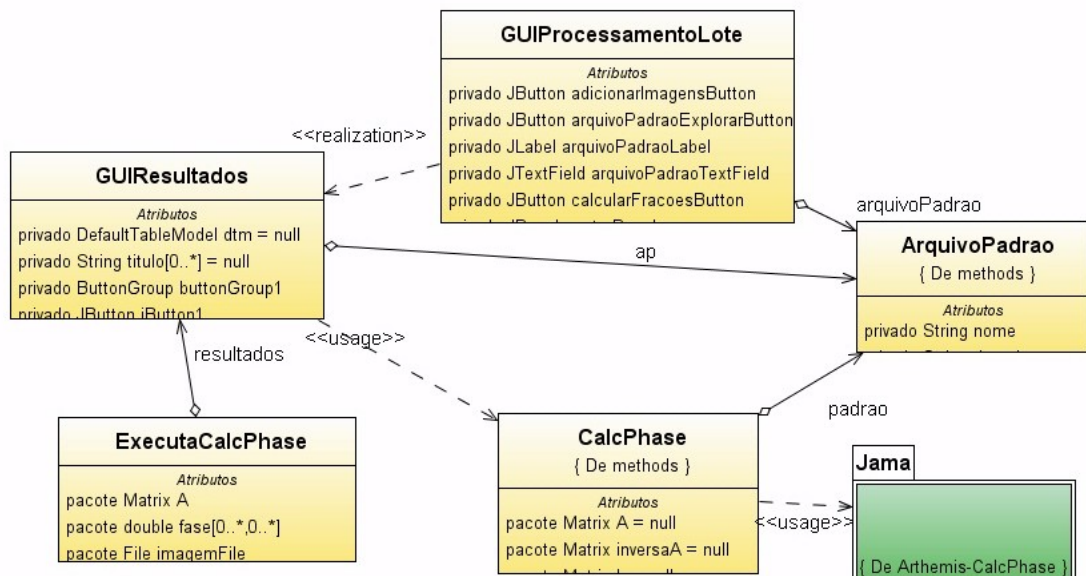 GUIProcessamentoLote
Atributos
privado JButton adicionarImagensButton
privado JButton arquivoPadraoExplorarButton
privado JLabel arquivoPadraoLabel
privado JTextField arquivoPadraoTextField
privado JButton calcularFracoesButton
<<realization>>
GUIResultados
Atributos
privado DefaultTableModel dtm = null
privado String titulo[0..*] = null
privado ButtonGroup buttonGroup1
privado JButton jButton1
arquivoPadrao
ap
ArquivoPadrao
{ De methods }
Atributos
privado String nome
<<usage>>
resultados
padrao
ExecutaCalcPhase
Atributos
pacote Matrix A
pacote double fase[0..*,0..*]
pacote File imagemFile
CalcPhase
{ De methods }
Atributos
pacote Matrix A = null
pacote Matrix inversaA = null
<<usage>>
Jama
{ De Arthemis-CalcPhase }